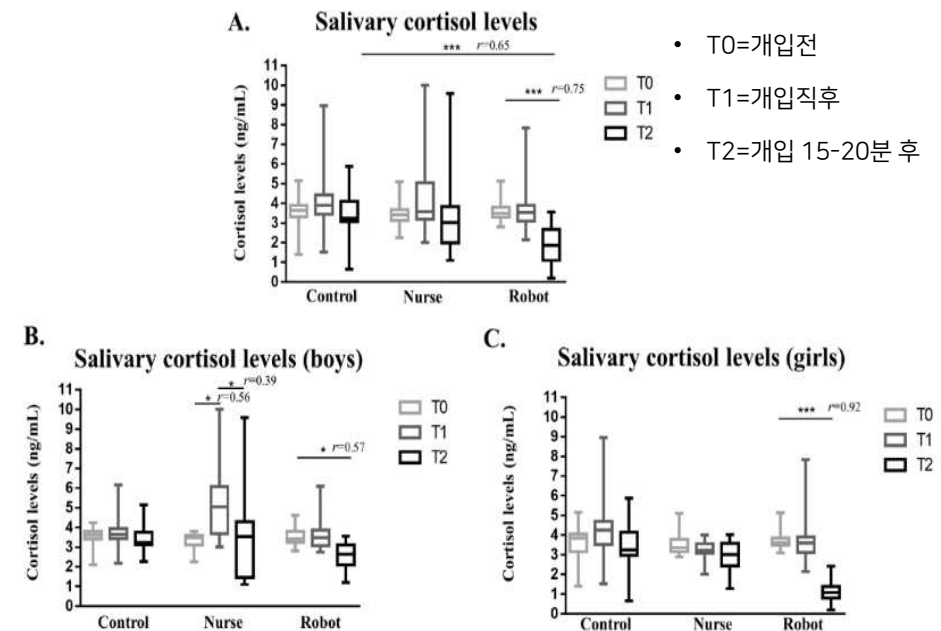 A.
Salivary cortisol levels
*** r=0.65
*** r=0.75
Cortisol levels (ng/mL)
11
10
9
8
7
6
5
4
3
2
1
0
Control Nurse Robot
T0
T1
T2
• T0=개입전
• T1=개입직후
• T2=개입 15-20분 후
B.
Salivary cortisol levels (boys)
* r=0.39
* r=0.56
* r=0.57
Cortisol levels (ng/mL)
11
10
9
8
7
6
5
4
3
2
1
0
Control Nurse Robot
T0
T1
T2
C.
Salivary cortisol levels (girls)
*** r=0.92
Cortisol levels (ng/mL)
11
10
9
8
7
6
5
4
3
2
1
0
Control Nurse Robot
T0
T1
T2